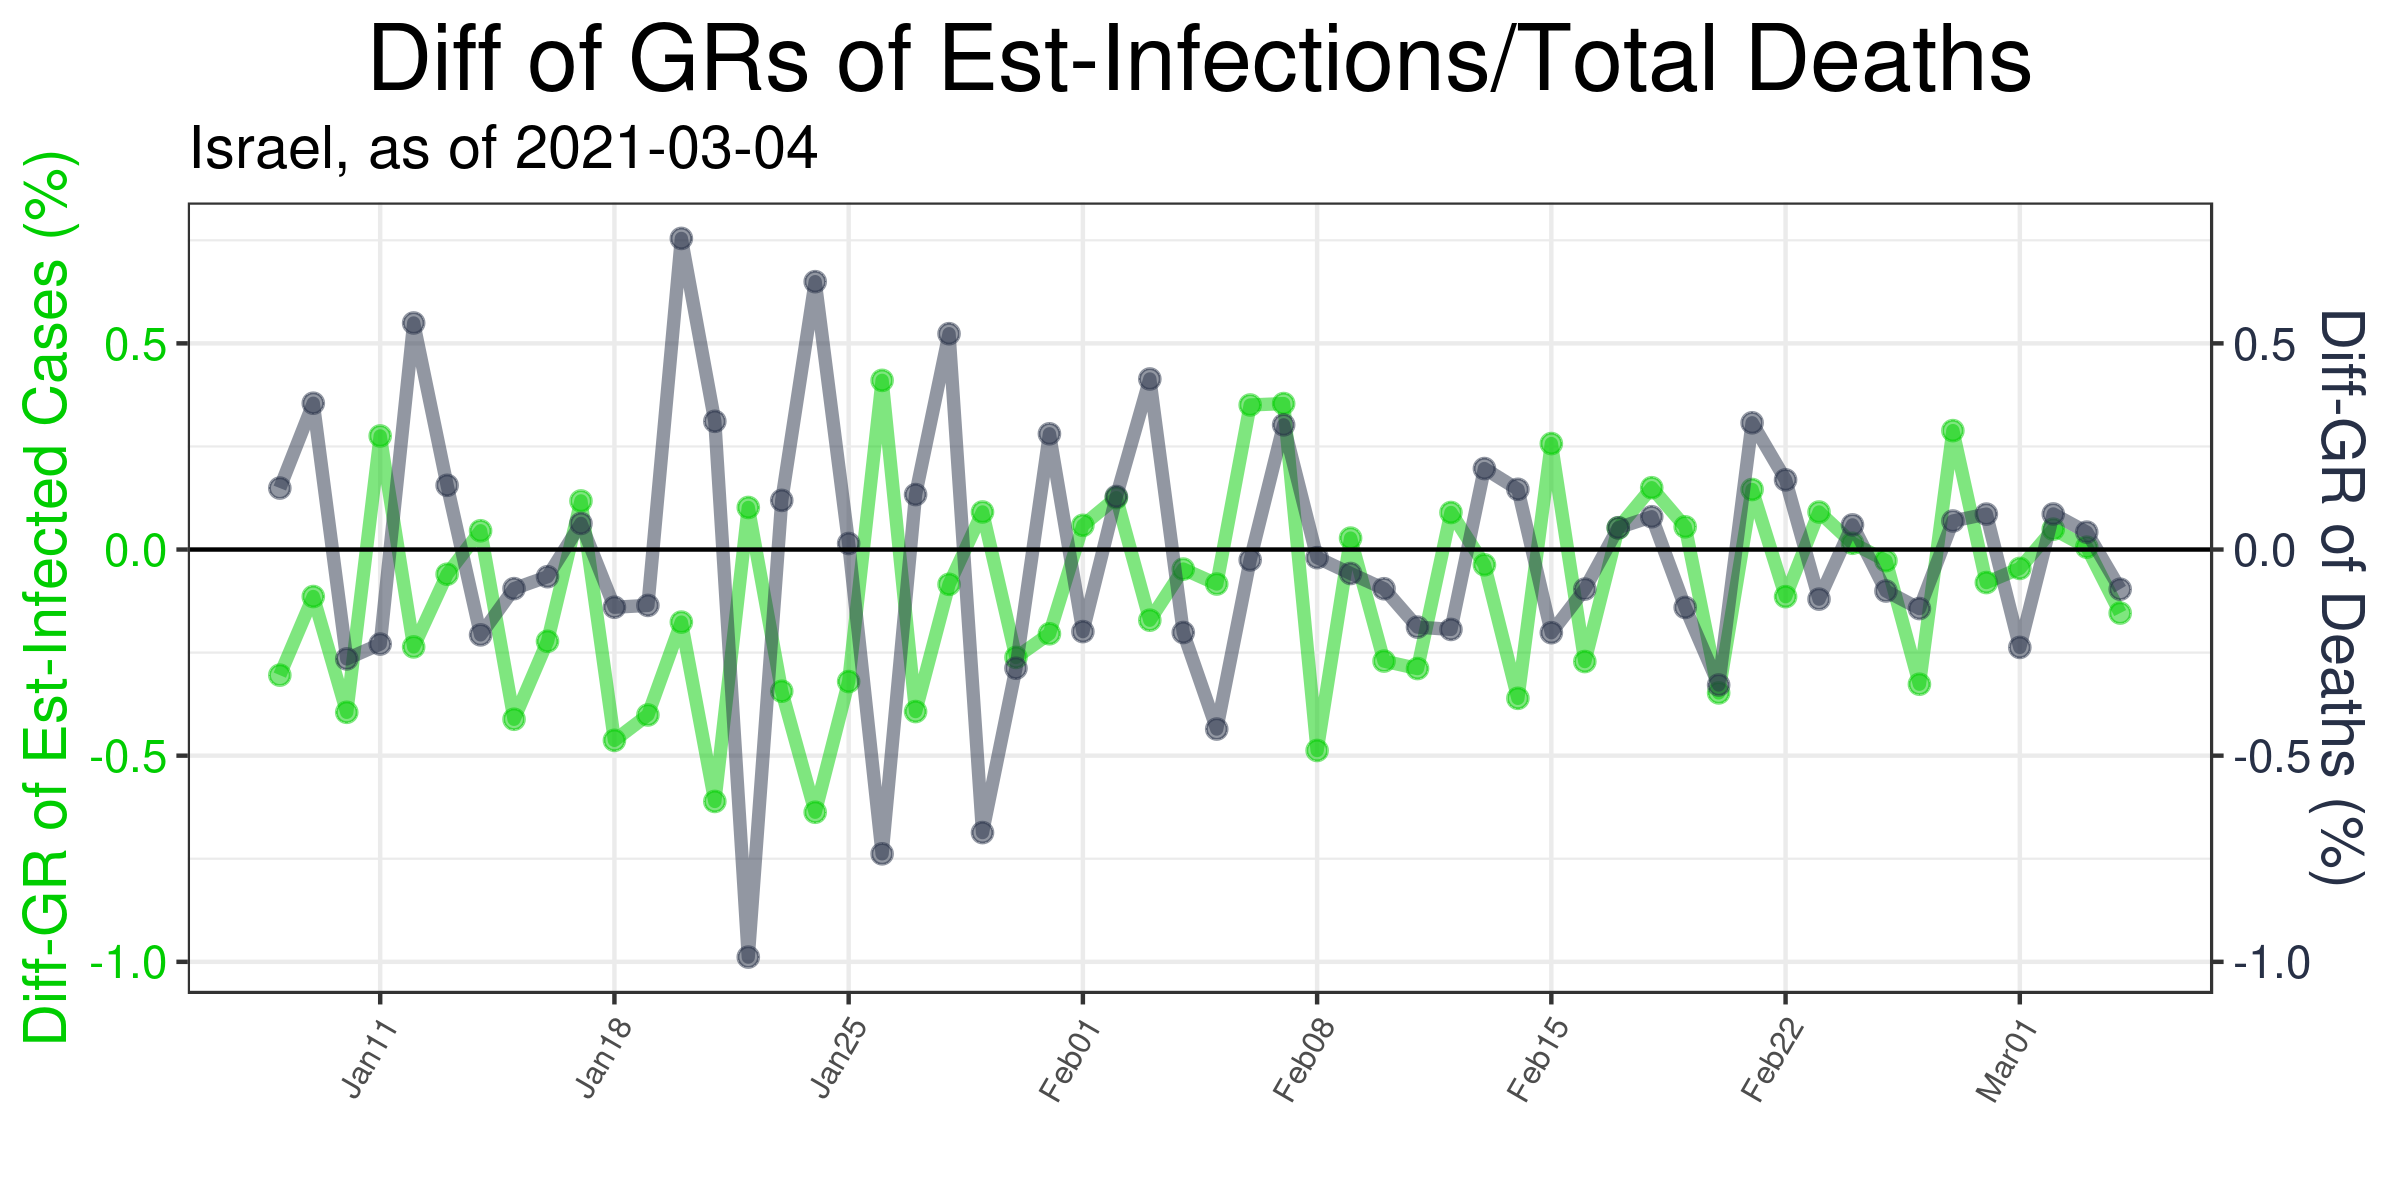 Diff of GRs of Est-Infections/Total Deaths
Israel, as of 2021-03-04
Diff-GR of Est-Infected Cases (%)
0.5
0.0
-0.5
-1.0
0.5
0.0
-0.5
-1.0
Diff-GR of Deaths (%)
Jan11
Jan18
Jan25
Feb01
Feb08
Feb15
Feb22
Mar01